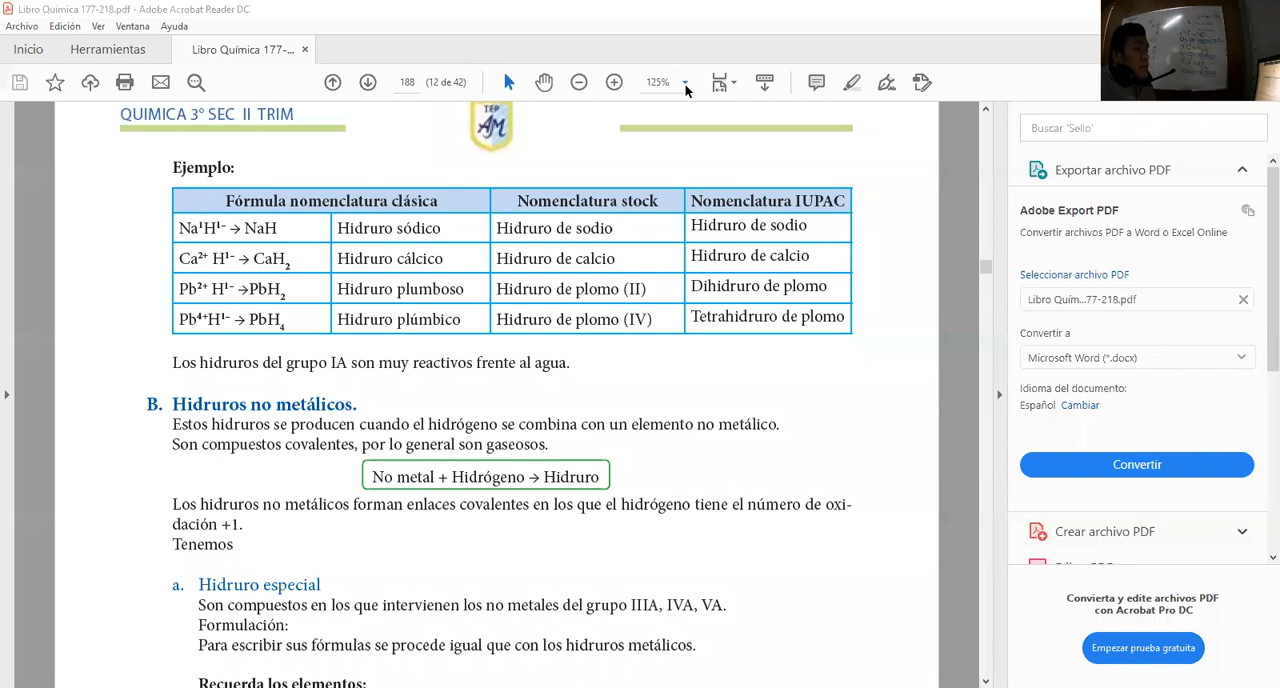 Libro Química 177-218.pdf - Adobe Acrobat Reader DC
Archivo Edición Ver Ventana Ayuda
Inicio Herramientas Libro Química 177-... ×
188 (12 de 42) 125%
QUIMICA 3º SEC II TRIM
TEP
AM
Ejemplo:
Fórmula nomenclatura clásica Nomenclatura stock Nomenclatura IUPAC
Na¹H¹⁻ → NaH Hidruro sódico Hidruro de sodio Hidruro de sodio
Ca²⁺ H¹⁻ → CaH₂ Hidruro cálcico Hidruro de calcio Hidruro de calcio
Pb²⁺ H¹⁻ →PbH₂ Hidruro plumboso Hidruro de plomo (II) Dihidruro de plomo
Pb⁴⁺H¹⁻ → PbH₄ Hidruro plúmbico Hidruro de plomo (IV) Tetrahidruro de plomo
Los hidruros del grupo IA son muy reactivos frente al agua.
B. Hidruros no metálicos.
Estos hidruros se producen cuando el hidrógeno se combina con un elemento no metálico.
Son compuestos covalentes, por lo general son gaseosos.
No metal + Hidrógeno → Hidruro
Los hidruros no metálicos forman enlaces covalentes en los que el hidrógeno tiene el número de oxi-
dación +1.
Tenemos
a. Hidruro especial
Son compuestos en los que intervienen los no metales del grupo IIIA, IVA, VA.
Formulación:
Para escribir sus fórmulas se procede igual que con los hidruros metálicos.
Recuerda los elementos:
Buscar 'Sello'
Exportar archivo PDF
Adobe Export PDF
Convertir archivos PDF a Word o Excel Online
Seleccionar archivo PDF
Libro Quím...77-218.pdf
Convertir a
Microsoft Word (*.docx)
Idioma del documento:
Español Cambiar
Convertir
Crear archivo PDF
Convierta y edite archivos PDF
con Acrobat Pro DC
Empezar prueba gratuita